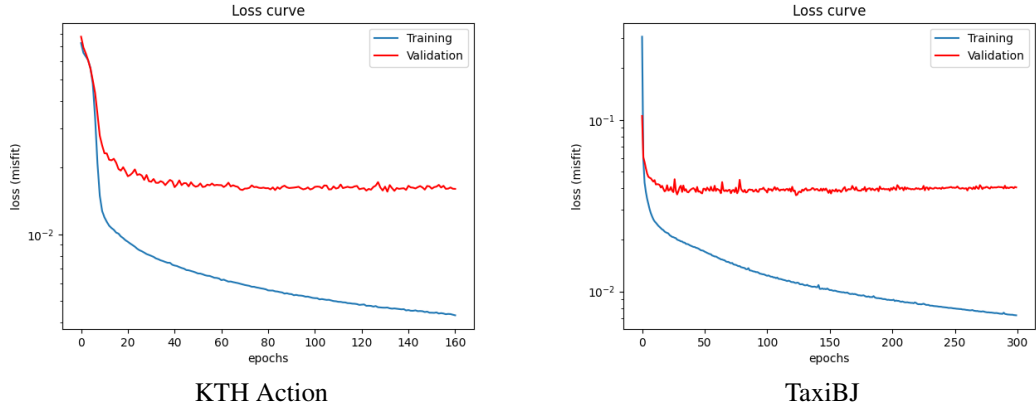 Loss curve
Training
Validation
loss (misfit)
10⁻²
0 20 40 60 80 100 120 140 160
epochs
KTH Action
Loss curve
Training
Validation
loss (misfit)
10⁻¹
10⁻²
0 50 100 150 200 250 300
epochs
TaxiBJ